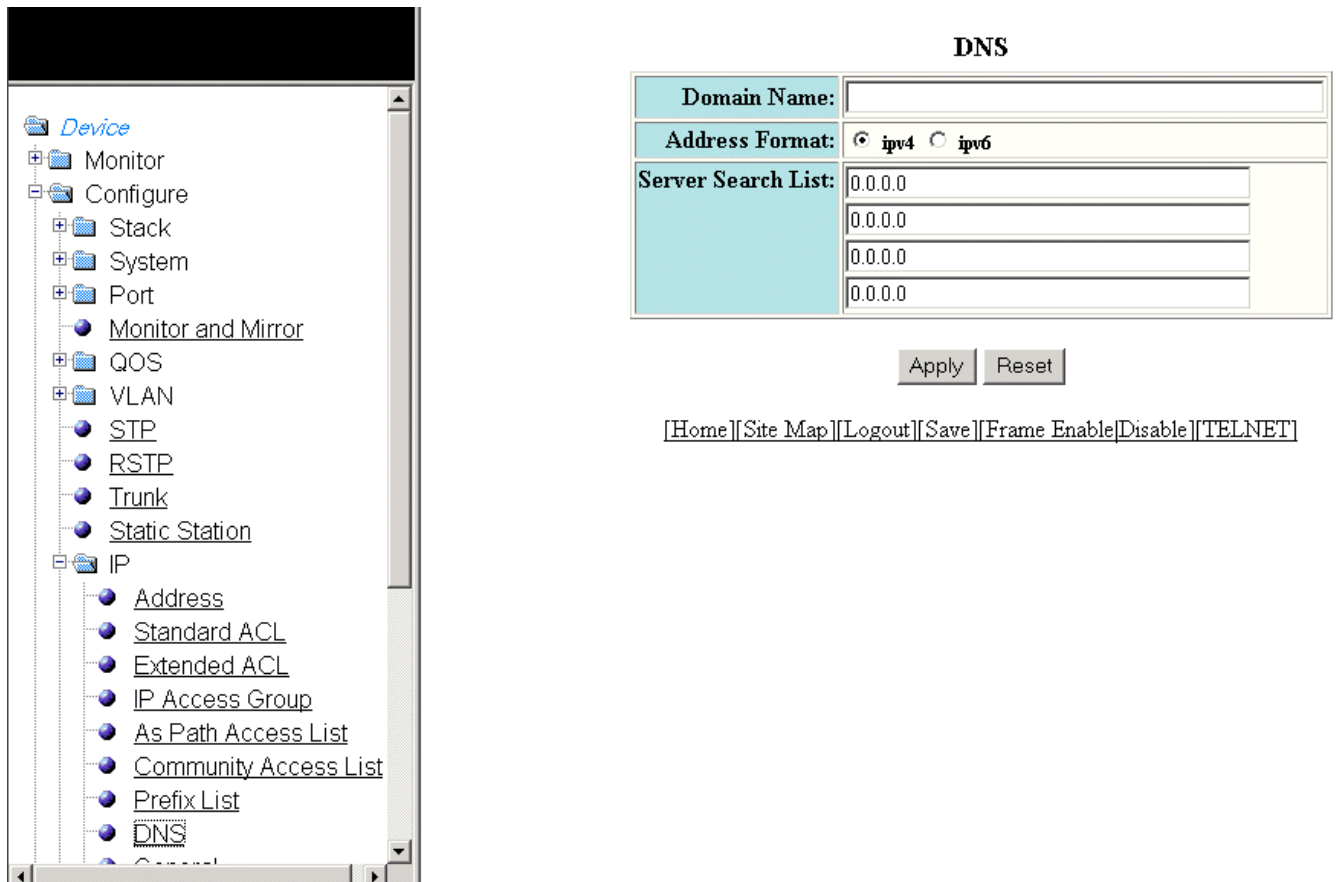 Device
Monitor
Configure
Stack
System
Port
Monitor and Mirror
QOS
VLAN
STP
RSTP
Trunk
Static Station
IP
Address
Standard ACL
Extended ACL
IP Access Group
As Path Access List
Community Access List
Prefix List
DNS
General
DNS
Domain Name:
Address Format: ipv4 ipv6
Server Search List: 0.0.0.0
0.0.0.0
0.0.0.0
0.0.0.0
Apply Reset
[Home][Site Map][Logout][Save][Frame Enable|Disable][TELNET]